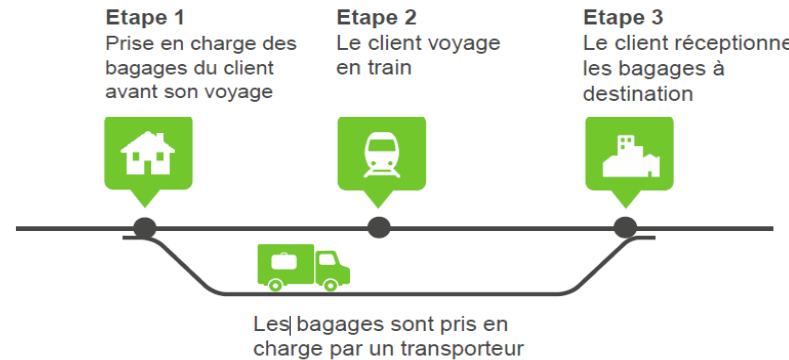 Etape 1
Prise en charge des
bagages du client
avant son voyage
Etape 2
Le client voyage
en train
Etape 3
Le client réceptionne
les bagages à
destination
Les bagages sont pris en
charge par un transporteur